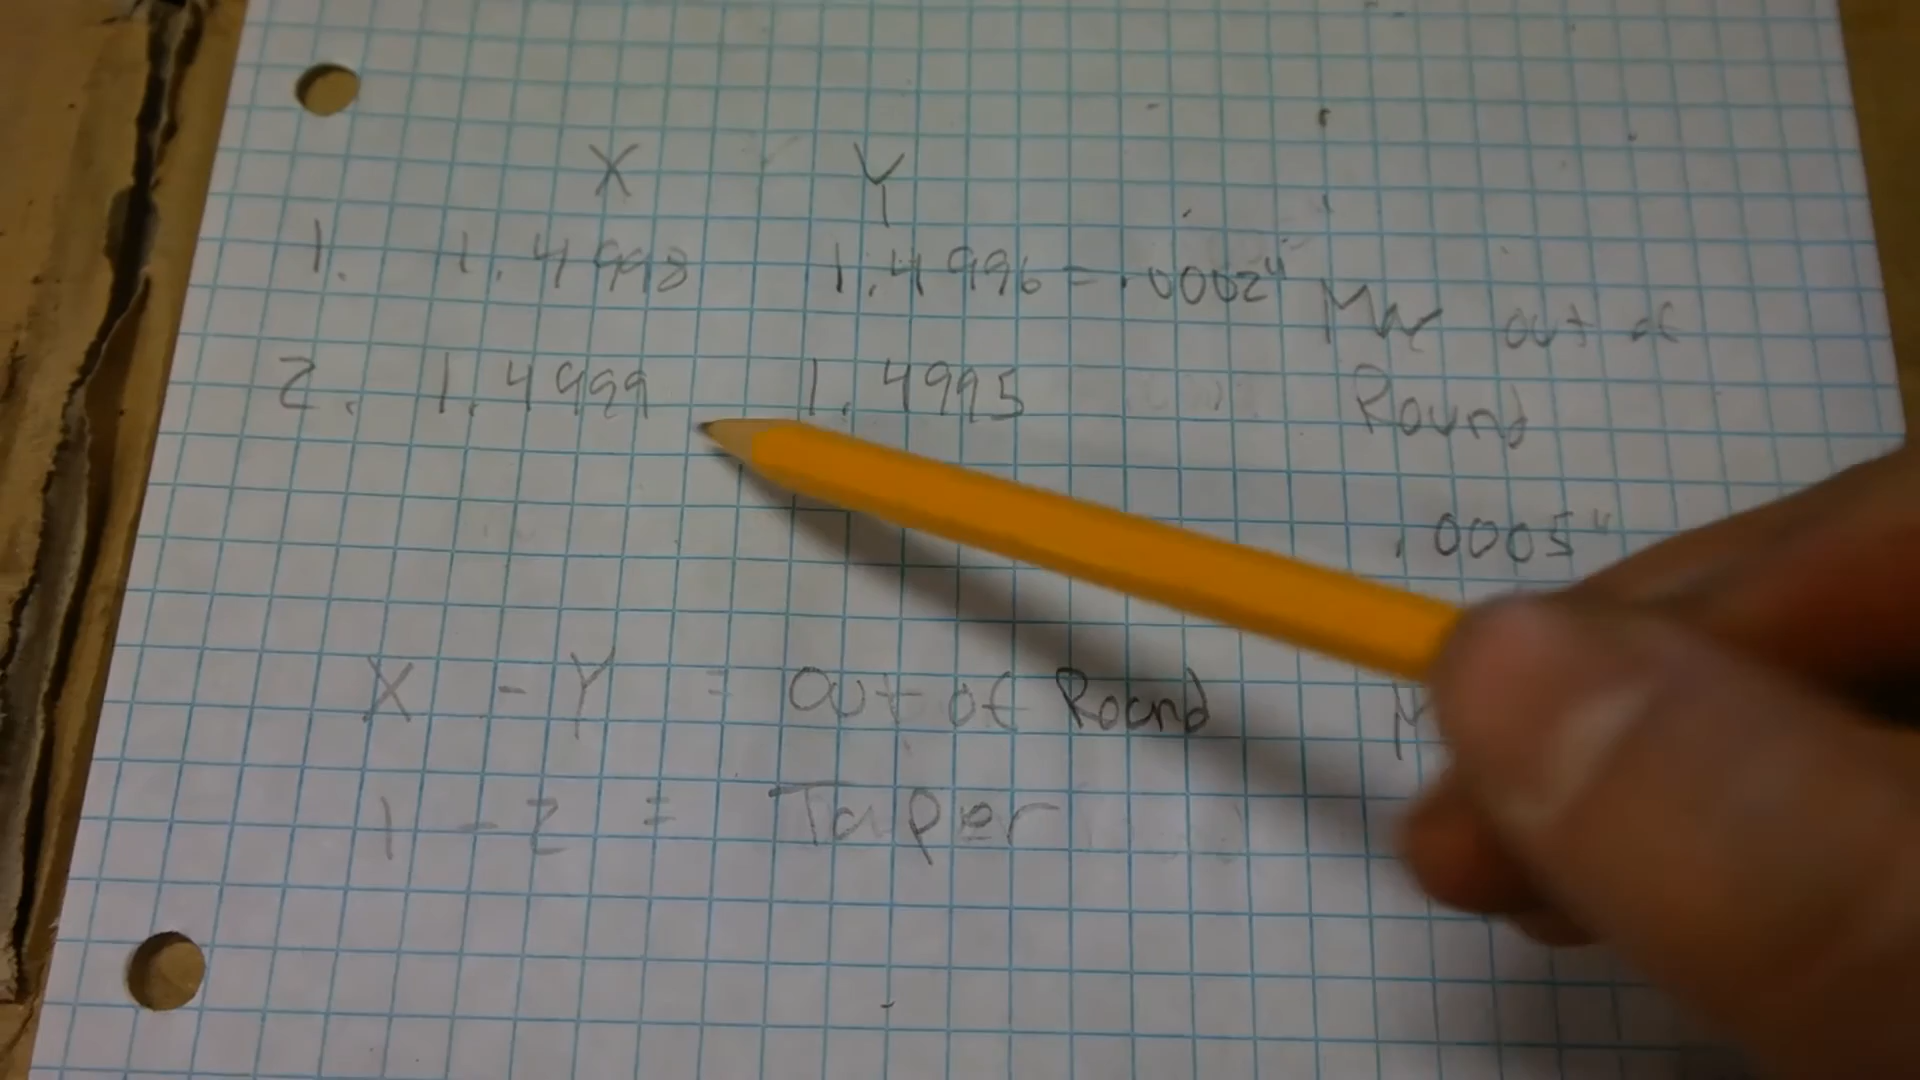 X Y
1. 1.4998 1.4996 = .0002" Max out of
2. 1.4999 1.4995 Round
.0005"
X - Y = Out of Round M
1 - 2 = Taper